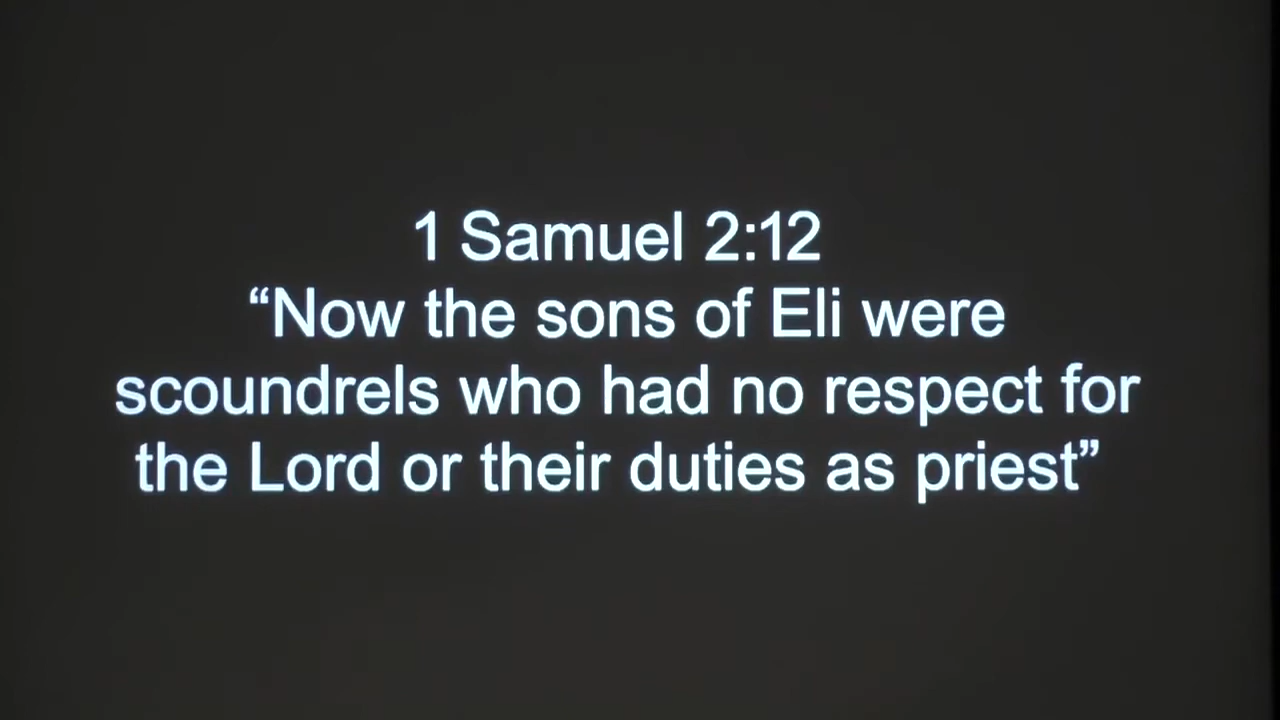 1 Samuel 2:12
“Now the sons of Eli were
scoundrels who had no respect for
the Lord or their duties as priest”